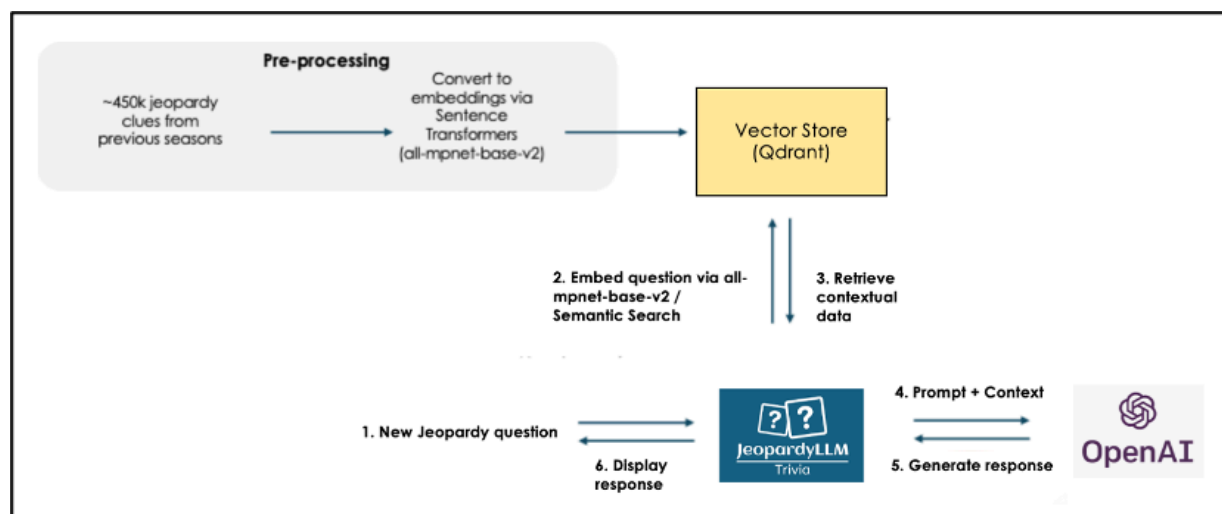 Pre-processing
~450k jeopardy
clues from
previous seasons
Convert to
embeddings via
Sentence
Transformers
(all-mpnet-base-v2)
Vector Store
(Qdrant)
2. Embed question via all-
mpnet-base-v2 /
Semantic Search
3. Retrieve
contextual
data
1. New Jeopardy question
6. Display
response
? ?
JeopardyLLM
Trivia
4. Prompt + Context
5. Generate response
OpenAI